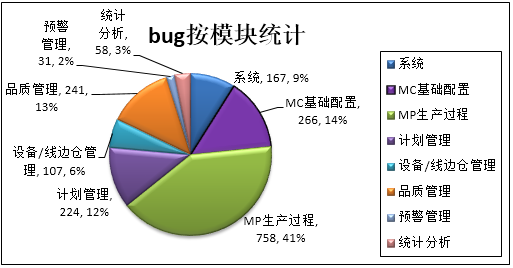 bug按模块统计
系统, 167, 9%
MC基础配置,
266, 14%
MP生产过程,
758, 41%
计划管理,
224, 12%
设备/线边仓管
理, 107, 6%
品质管理, 241,
13%
预警
管理,
31, 2%
统计
分析,
58, 3%
系统
MC基础配置
MP生产过程
计划管理
设备/线边仓管理
品质管理
预警管理
统计分析